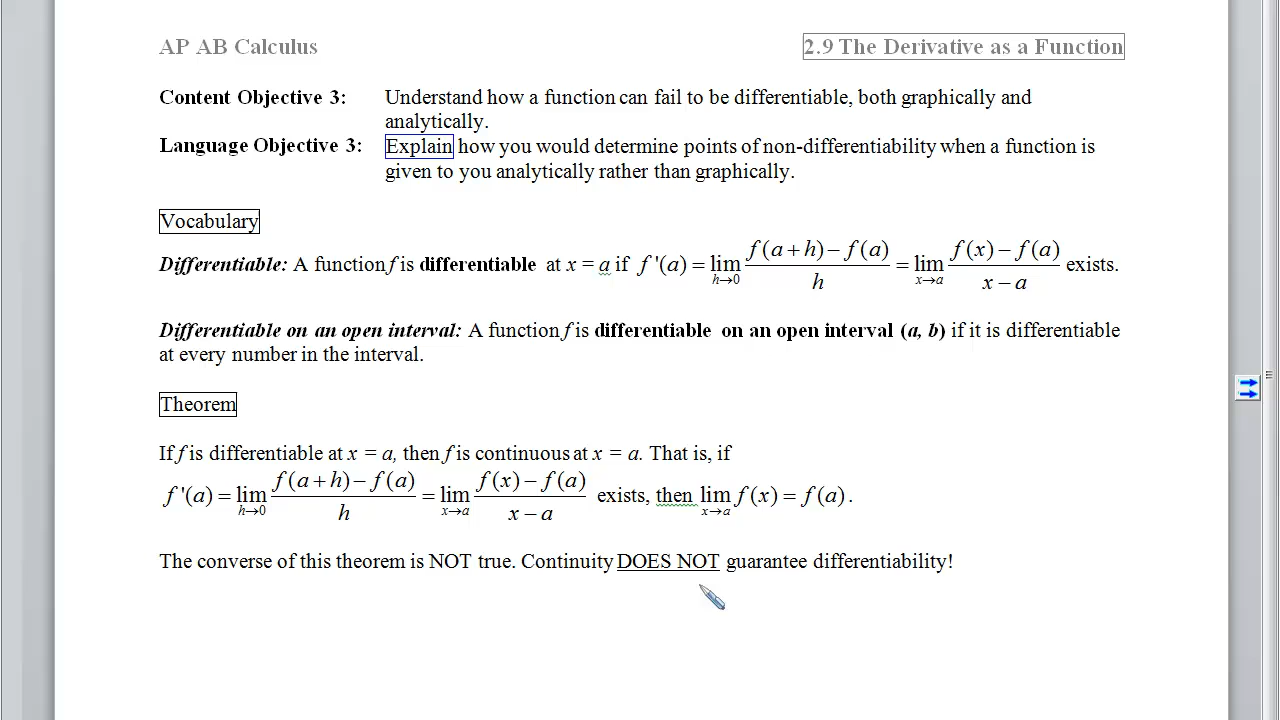 AP AB Calculus 2.9 The Derivative as a Function
Content Objective 3: Understand how a function can fail to be differentiable, both graphically and
analytically.
Language Objective 3: Explain how you would determine points of non-differentiability when a function is
given to you analytically rather than graphically.
Vocabulary
Differentiable: A function f is differentiable at x = a if f '(a) = lim_{h→0} (f(a+h) − f(a))/h = lim_{x→a} (f(x) − f(a))/(x − a) exists.
Differentiable on an open interval: A function f is differentiable on an open interval (a, b) if it is differentiable
at every number in the interval.
Theorem
If f is differentiable at x = a, then f is continuous at x = a. That is, if
f '(a) = lim_{h→0} (f(a+h) − f(a))/h = lim_{x→a} (f(x) − f(a))/(x − a) exists, then lim_{x→a} f(x) = f(a).
The converse of this theorem is NOT true. Continuity DOES NOT guarantee differentiability!